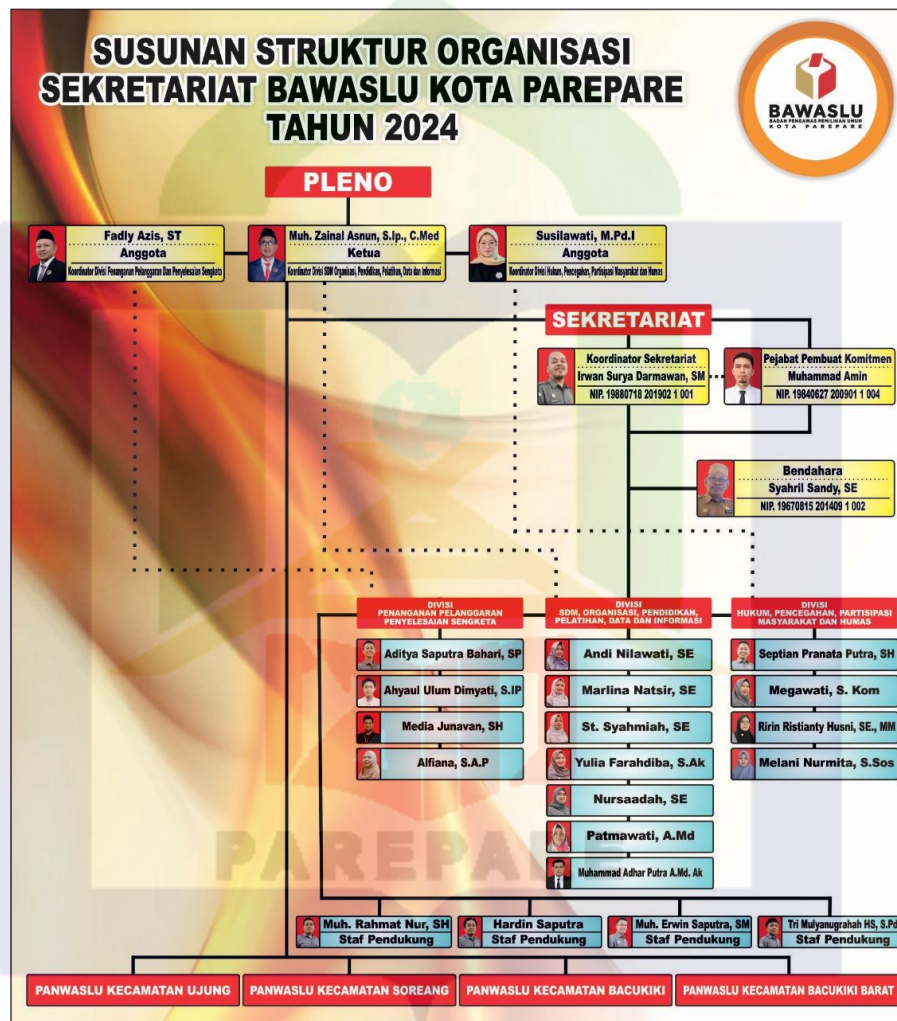 SUSUNAN STRUKTUR ORGANISASI
SEKRETARIAT BAWASLU KOTA PAREPARE
TAHUN 2024
BAWASLU
BADAN PENGAWAS PEMILIHAN UMUM
KOTA PAREPARE
PLENO
Fadly Azis, ST
Anggota
Koordinator Divisi Penanganan Pelanggaran Dan Penyelesaian Sengketa
Muh. Zainal Asnun, S.Ip., C.Med
Ketua
Koordinator Divisi SDM Organisasi, Pendidikan, Pelatihan, Data dan Informasi
Susilawati, M.Pd.I
Anggota
Koordinator Divisi Hukum, Pencegahan, Partisipasi Masyarakat dan Humas
SEKRETARIAT
Koordinator Sekretariat
Irwan Surya Darmawan, SM
NIP. 19880718 201902 1 001
Pejabat Pembuat Komitmen
Muhammad Amin
NIP. 19840627 200901 1 004
Bendahara
Syahril Sandy, SE
NIP. 19670815 201409 1 002
DIVISI
PENANGANAN PELANGGARAN
PENYELESAIAN SENGKETA
Aditya Saputra Bahari, SP
Ahyaul Ulum Dimyati, S.IP
Media Junavan, SH
Alfiana, S.A.P
DIVISI
SDM, ORGANISASI, PENDIDIKAN,
PELATIHAN, DATA DAN INFORMASI
Andi Nilawati, SE
Marlina Natsir, SE
St. Syahmiah, SE
Yulia Farahdiba, S.Ak
Nursaadah, SE
Patmawati, A.Md
Muhammad Adhar Putra A.Md. Ak
DIVISI
HUKUM, PENCEGAHAN, PARTISIPASI
MASYARAKAT DAN HUMAS
Septian Pranata Putra, SH
Megawati, S. Kom
Ririn Ristianty Husni, SE., MM
Melani Nurmita, S.Sos
PAREPARE
Muh. Rahmat Nur, SH
Staf Pendukung
Hardin Saputra
Staf Pendukung
Muh. Erwin Saputra, SM
Staf Pendukung
Tri Mulyanugrahah HS, S.Pd
Staf Pendukung
PANWASLU KECAMATAN UJUNG
PANWASLU KECAMATAN SOREANG
PANWASLU KECAMATAN BACUKIKI
PANWASLU KECAMATAN BACUKIKI BARAT